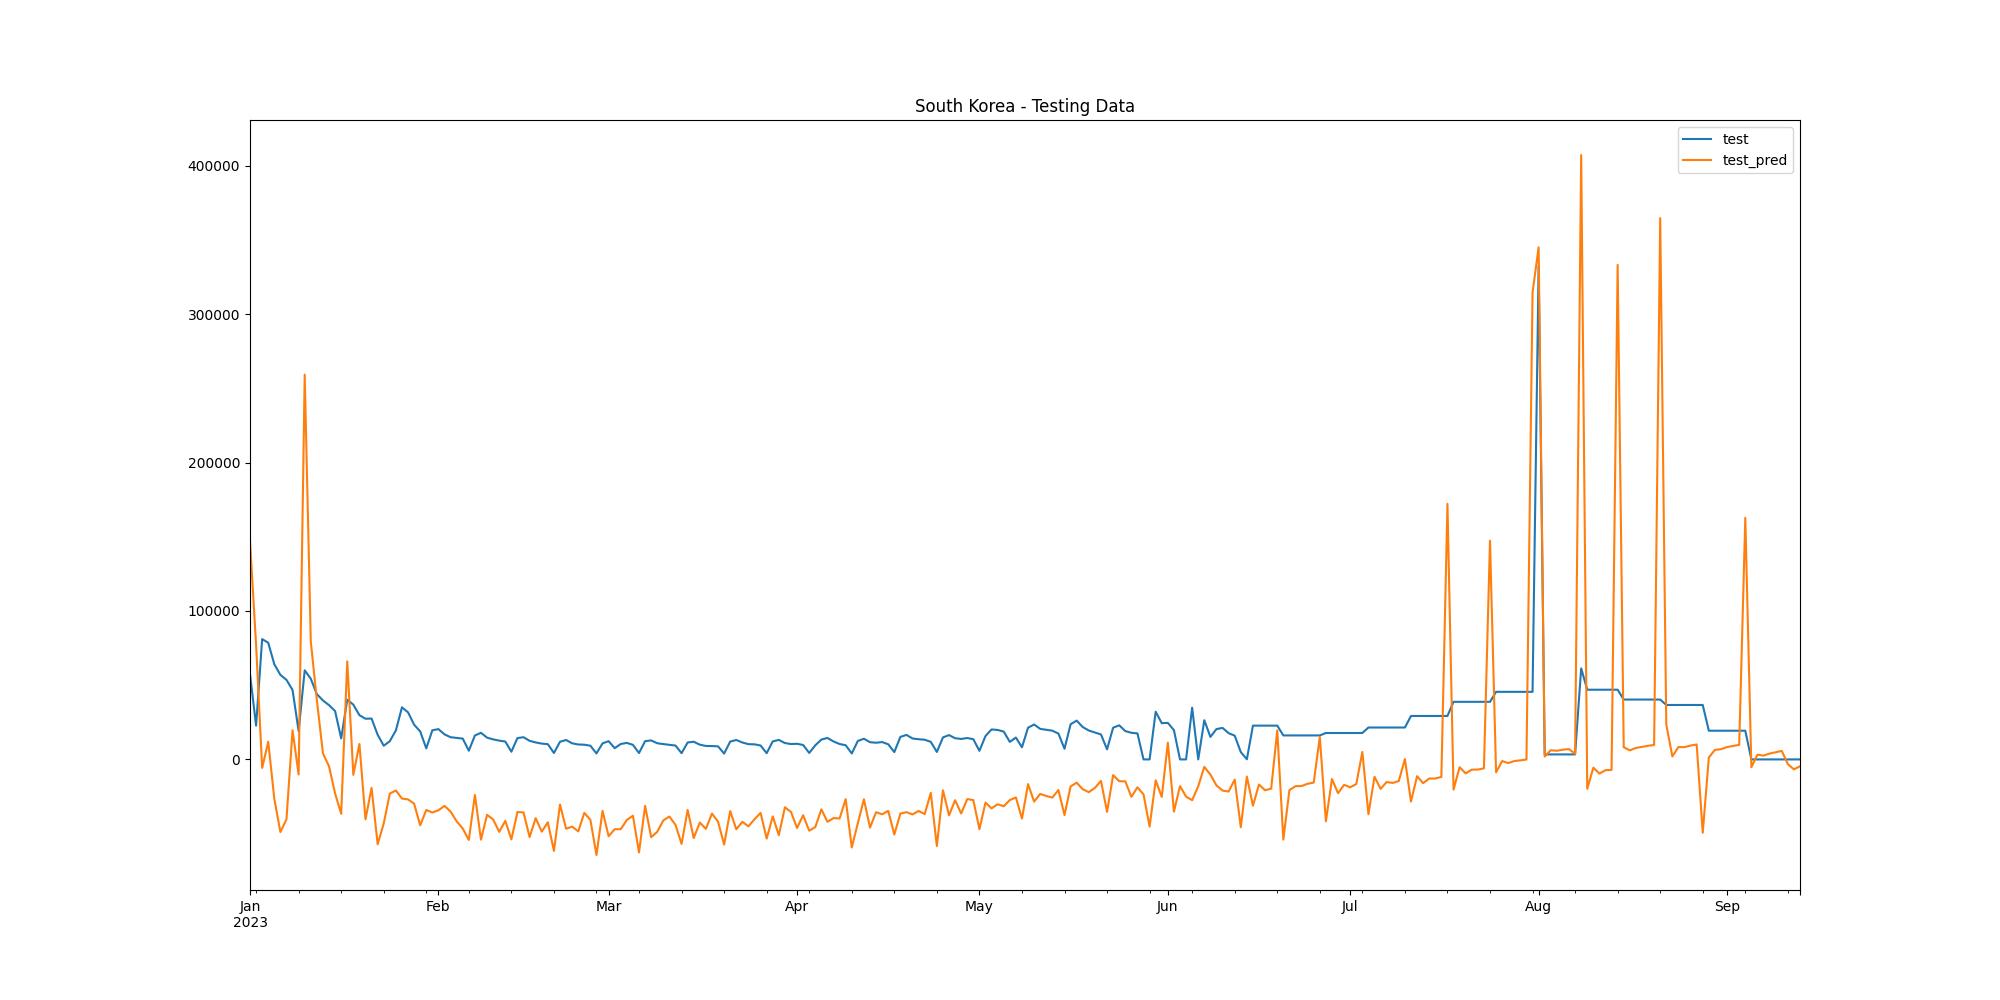 South Korea - Testing Data
test
test_pred
400000
300000
200000
100000
0
Jan
2023
Feb
Mar
Apr
May
Jun
Jul
Aug
Sep